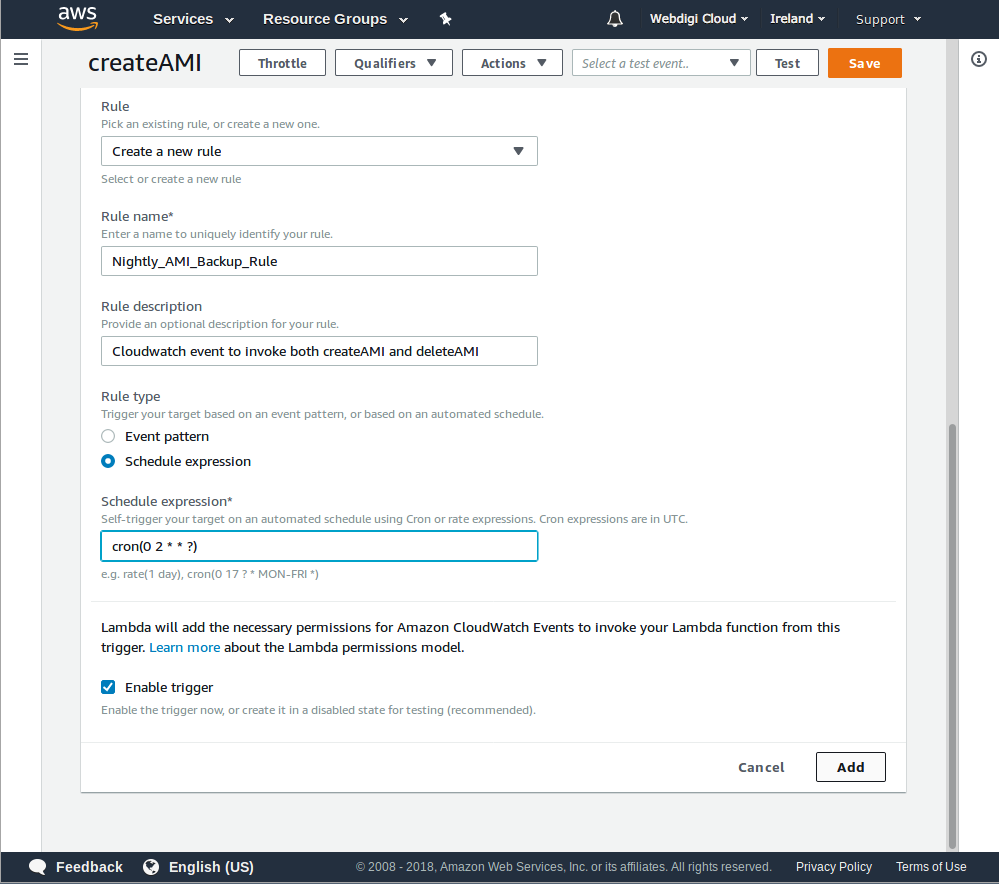 aws Services Resource Groups Webdigi Cloud Ireland Support
createAMI Throttle Qualifiers Actions Select a test event.. Test Save
Rule
Pick an existing rule, or create a new one.
Create a new rule
Select or create a new rule
Rule name*
Enter a name to uniquely identify your rule.
Nightly_AMI_Backup_Rule
Rule description
Provide an optional description for your rule.
Cloudwatch event to invoke both createAMI and deleteAMI
Rule type
Trigger your target based on an event pattern, or based on an automated schedule.
Event pattern
Schedule expression
Schedule expression*
Self-trigger your target on an automated schedule using Cron or rate expressions. Cron expressions are in UTC.
cron(0 2 * * ?)
e.g. rate(1 day), cron(0 17 ? * MON-FRI *)
Lambda will add the necessary permissions for Amazon CloudWatch Events to invoke your Lambda function from this
trigger. Learn more about the Lambda permissions model.
Enable trigger
Enable the trigger now, or create it in a disabled state for testing (recommended).
Cancel Add
Feedback English (US) © 2008 - 2018, Amazon Web Services, Inc. or its affiliates. All rights reserved. Privacy Policy Terms of Use